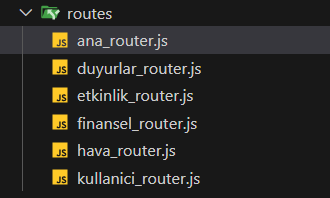 routes
JS ana_router.js
JS duyurlar_router.js
JS etkinlik_router.js
JS finansel_router.js
JS hava_router.js
JS kullanici_router.js